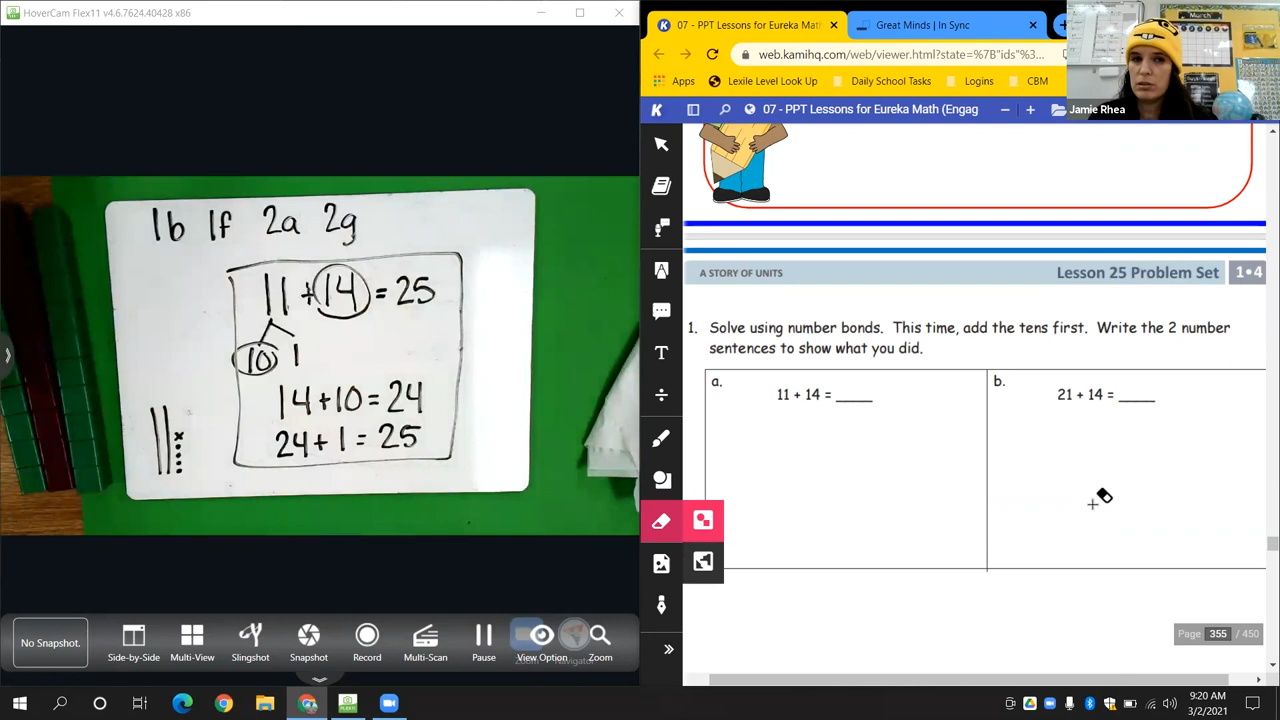 HoverCam Flex11 v4.6.7624.40428 x86
1b 1f 2a 2g
11 + 14 = 25
10 1
14 + 10 = 24
24 + 1 = 25
No Snapshot.
Side-by-Side
Multi-View
Slingshot
Snapshot
Record
Multi-Scan
Pause
View Option
Zoom
07 - PPT Lessons for Eureka Math
Great Minds | In Sync
web.kamihq.com/web/viewer.html?state=%7B"ids"%3...
Apps
Lexile Level Look Up
Daily School Tasks
Logins
CBM
07 - PPT Lessons for Eureka Math (Engag
March
Jamie Rhea
A STORY OF UNITS
Lesson 25 Problem Set 1•4
1. Solve using number bonds. This time, add the tens first. Write the 2 number
sentences to show what you did.
a. 11 + 14 = ____
b. 21 + 14 = ____
Page 355 / 450
9:20 AM
3/2/2021